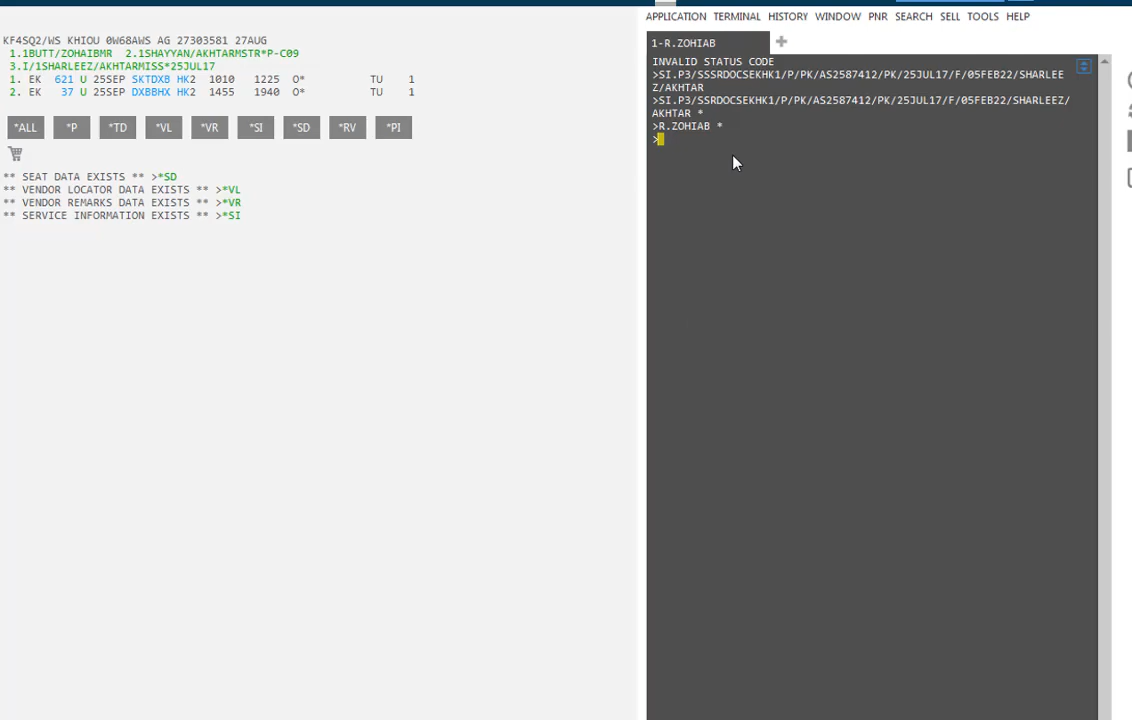 KF4SQ2/WS KHIOU 0W68AWS AG 27303581 27AUG
1.1BUTT/ZOHAIBMR 2.1SHAYYAN/AKHTARMSTR*P-C09
3.I/1SHARLEEZ/AKHTARMISS*25JUL17
1. EK 621 U 25SEP SKTDXB HK2 1010 1225 O* TU 1
2. EK 37 U 25SEP DXBBHX HK2 1455 1940 O* TU 1
*ALL *P *TD *VL *VR *SI *SD *RV *PI
** SEAT DATA EXISTS ** >*SD
** VENDOR LOCATOR DATA EXISTS ** >*VL
** VENDOR REMARKS DATA EXISTS ** >*VR
** SERVICE INFORMATION EXISTS ** >*SI
APPLICATION TERMINAL HISTORY WINDOW PNR SEARCH SELL TOOLS HELP
1-R.ZOHIAB
INVALID STATUS CODE
>SI.P3/SSSRDOCSEKHK1/P/PK/AS2587412/PK/25JUL17/F/05FEB22/SHARLEE
Z/AKHTAR
>SI.P3/SSRDOCSEKHK1/P/PK/AS2587412/PK/25JUL17/F/05FEB22/SHARLEEZ/
AKHTAR *
>R.ZOHIAB *
>